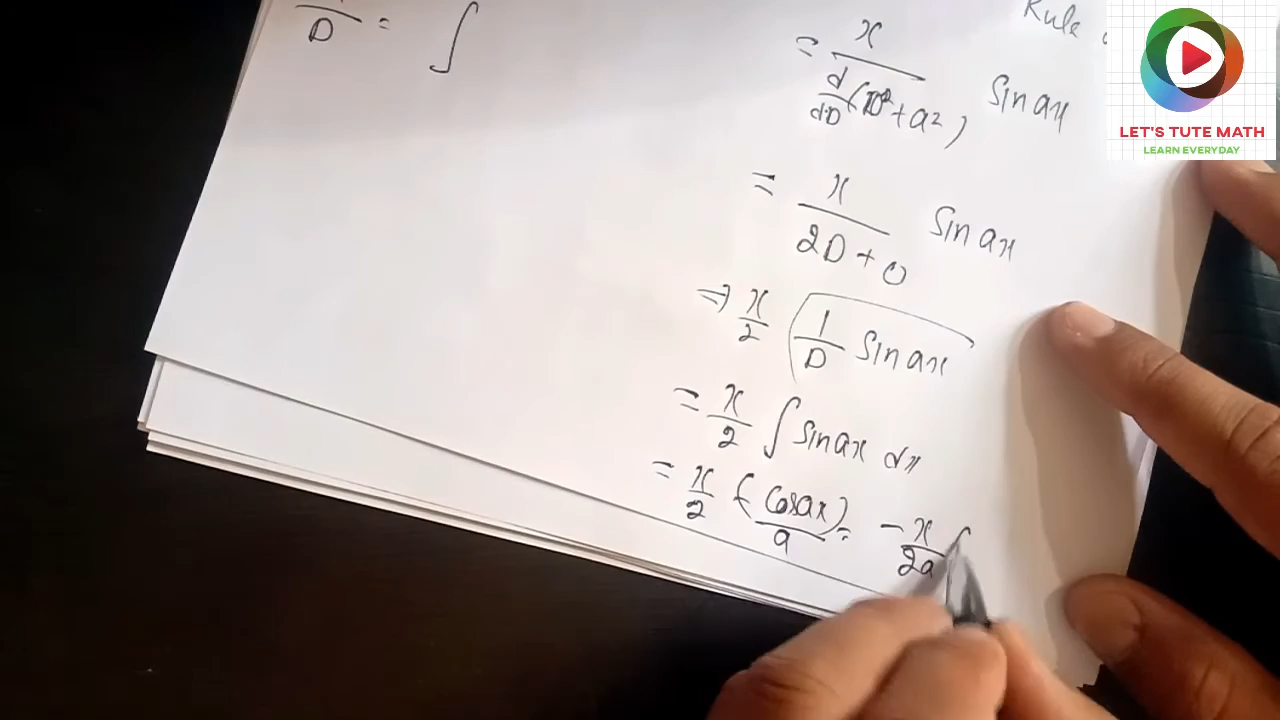 D = ∫
Rule
= x / d/dD (D² + a²) Sin ax
= x / 2D + 0 Sin ax
⇒ x/2 (1/D Sin ax
= x/2 ∫ Sin ax dx
= x/2 (- Cos ax / a) = - x/2a
LET'S TUTE MATH
LEARN EVERYDAY